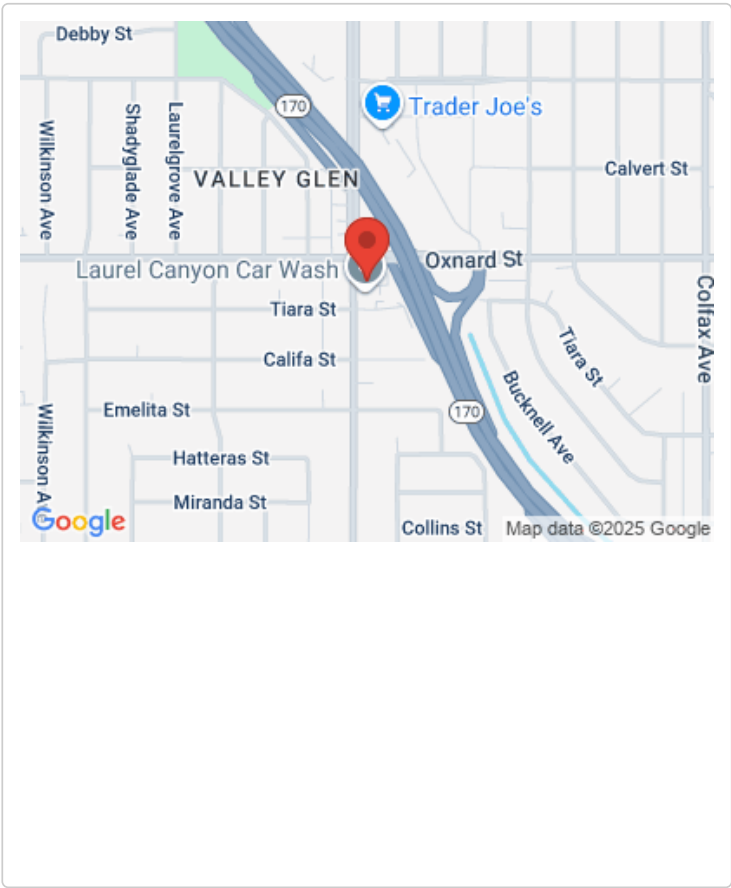 Debby St
170
Trader Joe's
Wilkinson Ave
Shadyglade Ave
Laurelgrove Ave
Calvert St
VALLEY GLEN
Oxnard St
Laurel Canyon Car Wash
Tiara St
Colfax Ave
Tiara St
Califa St
Bucknell Ave
Emelita St
170
Wilkinson A
Hatteras St
Miranda St
Google
Collins St
Map data ©2025 Google